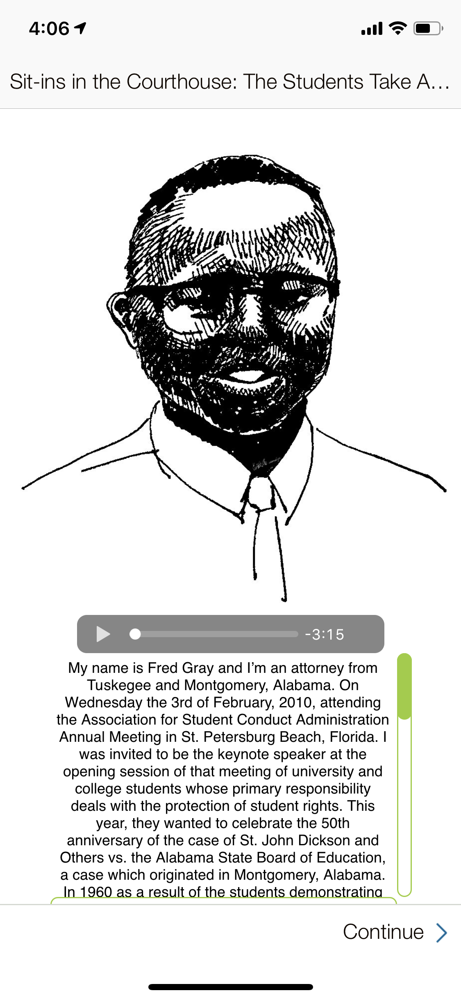 4:06
Sit-ins in the Courthouse: The Students Take A...
-3:15
My name is Fred Gray and I’m an attorney from
Tuskegee and Montgomery, Alabama. On
Wednesday the 3rd of February, 2010, attending
the Association for Student Conduct Administration
Annual Meeting in St. Petersburg Beach, Florida. I
was invited to be the keynote speaker at the
opening session of that meeting of university and
college students whose primary responsibility
deals with the protection of student rights. This
year, they wanted to celebrate the 50th
anniversary of the case of St. John Dickson and
Others vs. the Alabama State Board of Education,
a case which originated in Montgomery, Alabama.
In 1960 as a result of the students demonstrating
Continue